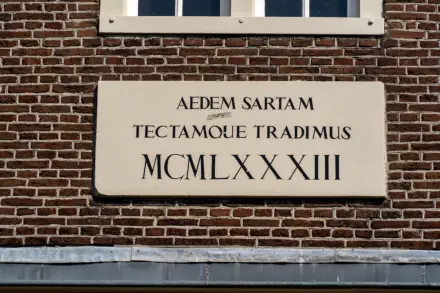 AEDEM SARTAM
TECTAMQUE TRADIMUS
MCMLXXXIII